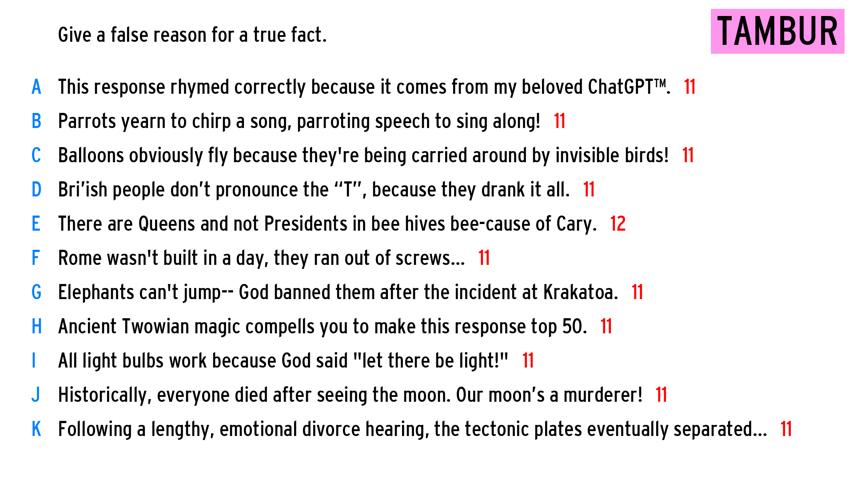 Give a false reason for a true fact.
TAMBUR
A This response rhymed correctly because it comes from my beloved ChatGPT™. 11
B Parrots yearn to chirp a song, parroting speech to sing along! 11
C Balloons obviously fly because they're being carried around by invisible birds! 11
D Bri’ish people don’t pronounce the “T”, because they drank it all. 11
E There are Queens and not Presidents in bee hives bee-cause of Cary. 12
F Rome wasn't built in a day, they ran out of screws... 11
G Elephants can't jump-- God banned them after the incident at Krakatoa. 11
H Ancient Twowian magic compells you to make this response top 50. 11
I All light bulbs work because God said "let there be light!" 11
J Historically, everyone died after seeing the moon. Our moon’s a murderer! 11
K Following a lengthy, emotional divorce hearing, the tectonic plates eventually separated... 11